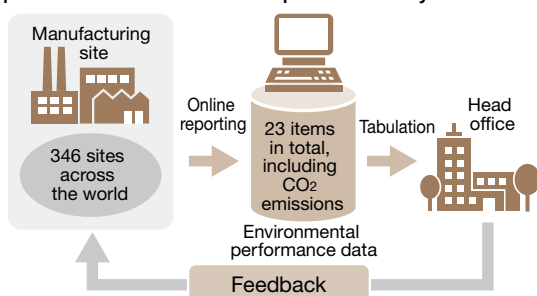 Manufacturing
site
346 sites
across
the world
Online
reporting
23 items
in total,
including
CO2
emissions
Environmental
performance data
Tabulation
Head
office
Feedback